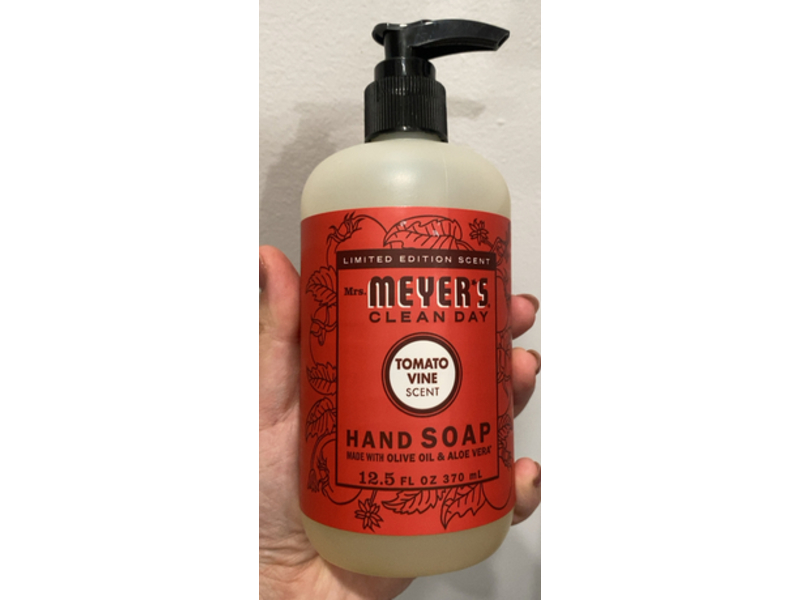 LIMITED EDITION SCENT
Mrs. MEYER'S
CLEAN DAY
TOMATO
VINE
SCENT
HAND SOAP
MADE WITH OLIVE OIL & ALOE VERA*
12.5 FL OZ 370 mL